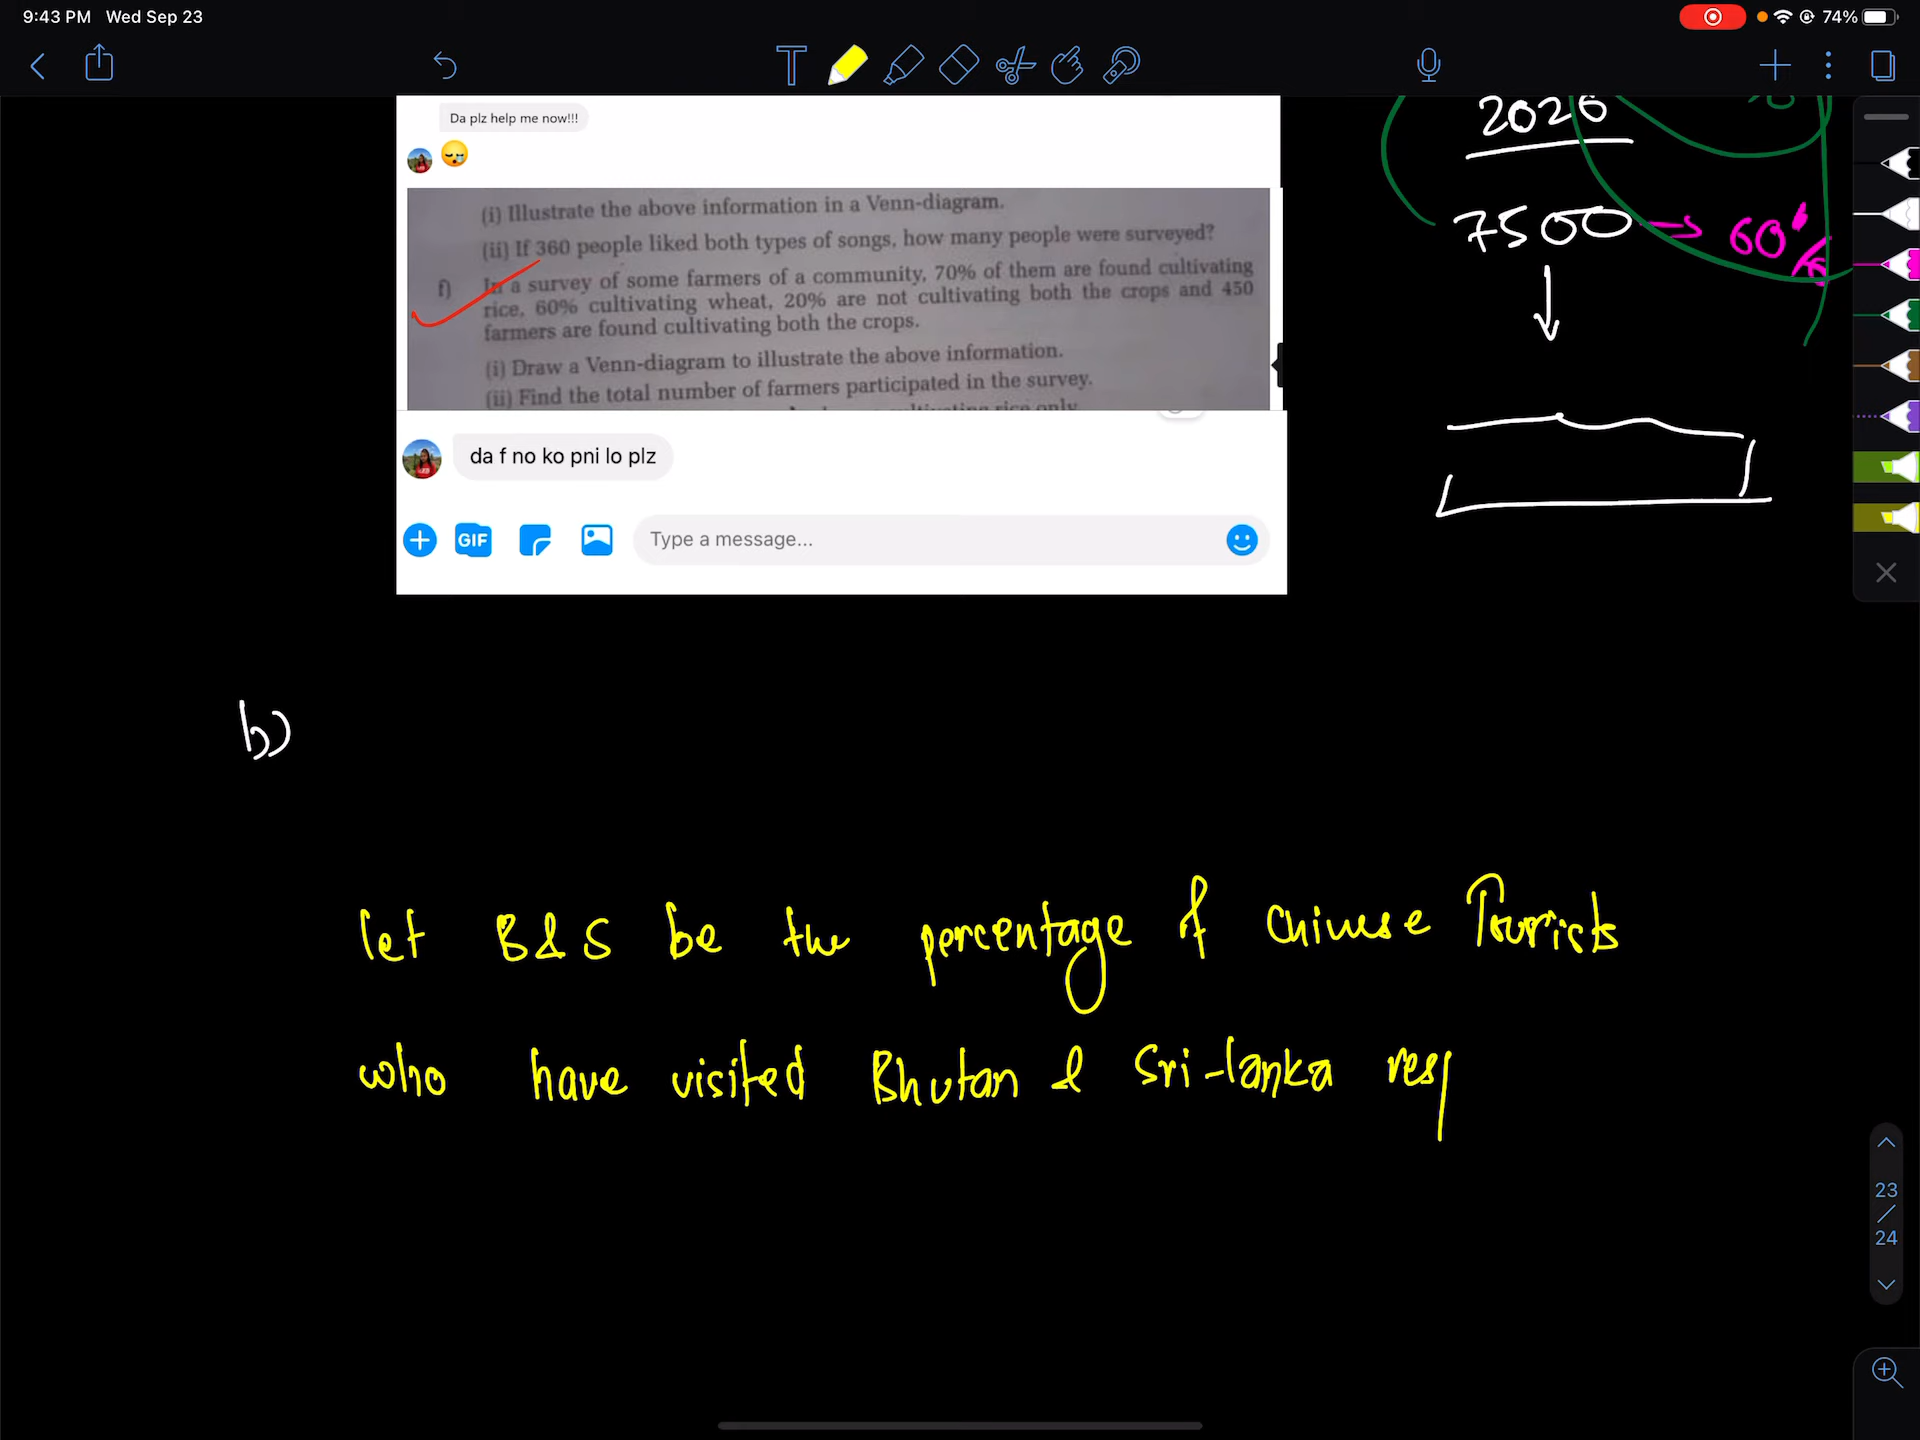 9:43 PM Wed Sep 23
74%
Da plz help me now!!!
(i) Illustrate the above information in a Venn-diagram.
(ii) If 360 people liked both types of songs, how many people were surveyed?
f) In a survey of some farmers of a community, 70% of them are found cultivating
rice, 60% cultivating wheat, 20% are not cultivating both the crops and 450
farmers are found cultivating both the crops.
(i) Draw a Venn-diagram to illustrate the above information.
(ii) Find the total number of farmers participated in the survey.
rice only
da f no ko pni lo plz
GIF
Type a message...
2026
7500 → 60%
b)
let B & S be the percentage of Chinese Tourists
who have visited Bhutan & Sri-lanka resp
23
/
24